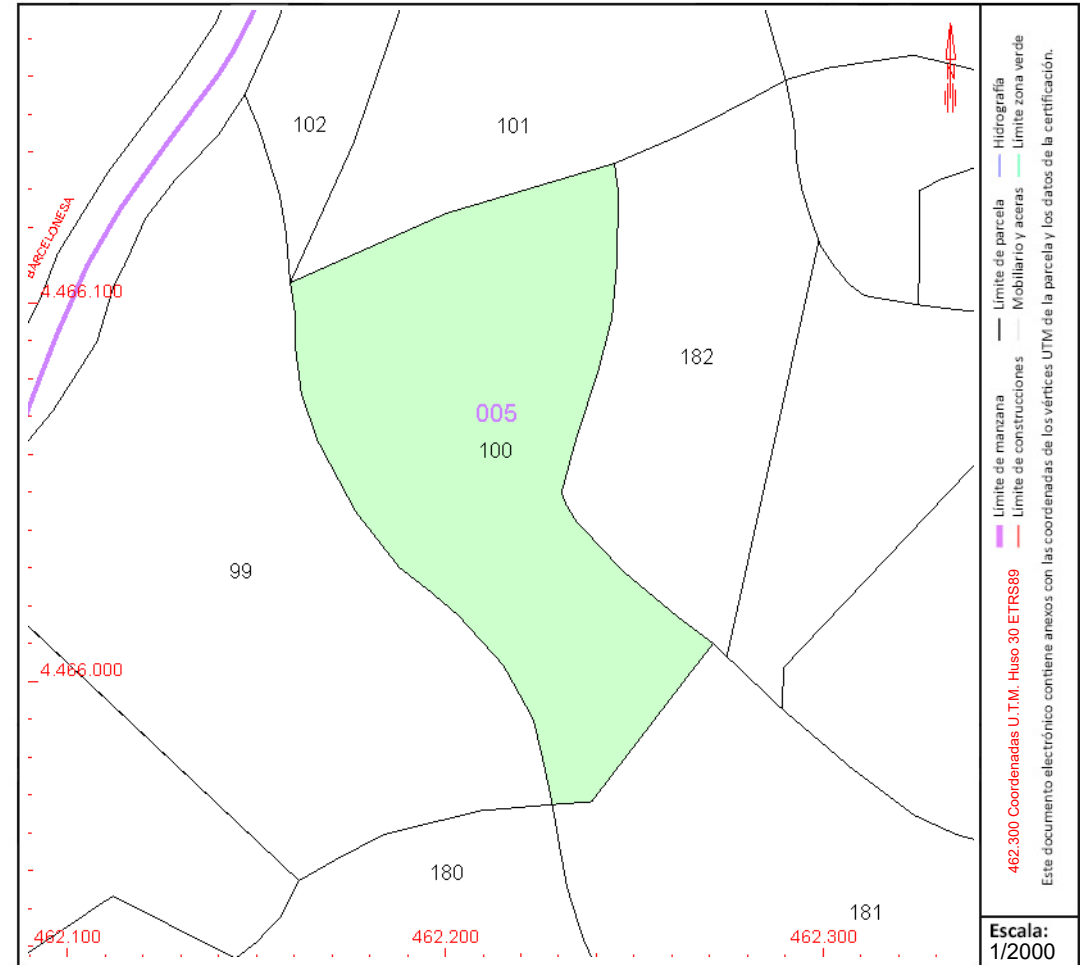 102
101
BARCELONESA
4.466.100
182
005
100
99
4.466.000
180
181
462.100
462.200
462.300
Límite de manzana
Límite de parcela
Hidrografía
Límite de construcciones
Mobiliario y aceras
Límite zona verde
462.300 Coordenadas U.T.M. Huso 30 ETRS89
Este documento electrónico contiene anexos con las coordenadas de los vértices UTM de la parcela y los datos de la certificación.
N
Escala:
1/2000